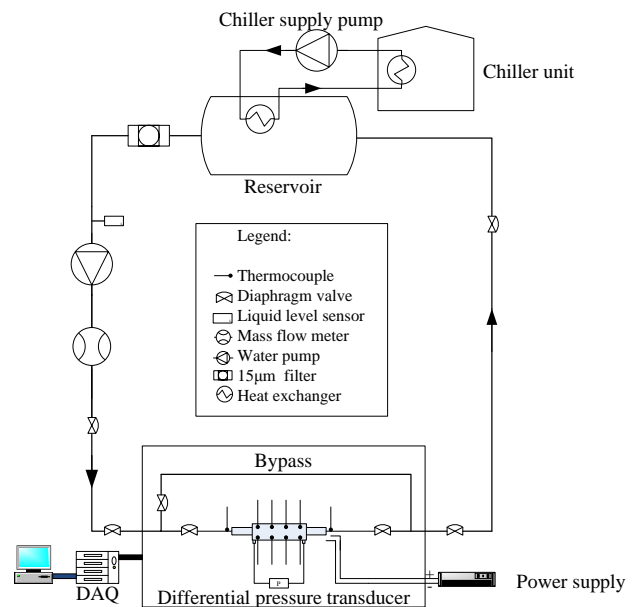 Chiller supply pump
Chiller unit
Reservoir
Legend:
Thermocouple
Diaphragm valve
Liquid level sensor
Mass flow meter
Water pump
15μm filter
Heat exchanger
Bypass
P
+
-
DAQ
Differential pressure transducer
Power supply